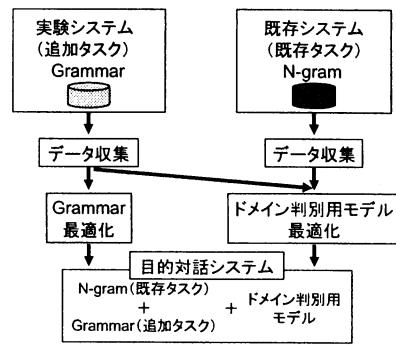 実験システム
(追加タスク)
Grammar
既存システム
(既存タスク)
N-gram
データ収集
データ収集
Grammar
最適化
ドメイン判別用モデル
最適化
目的対話システム
N-gram(既存タスク)
+
Grammar(追加タスク)
+
ドメイン判別用
モデル